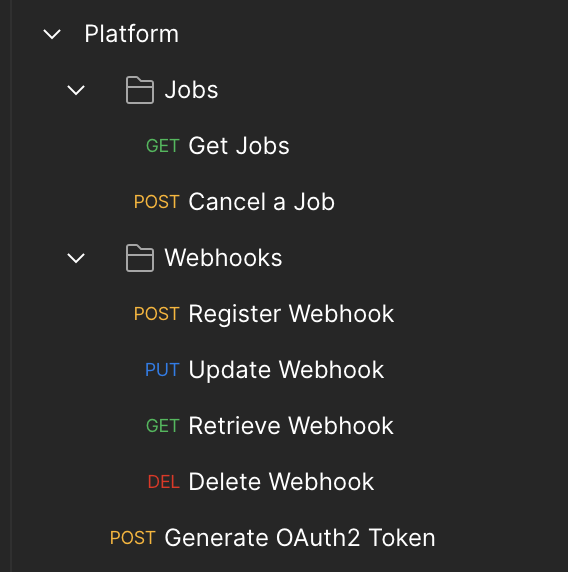 Platform
Jobs
GET Get Jobs
POST Cancel a Job
Webhooks
POST Register Webhook
PUT Update Webhook
GET Retrieve Webhook
DEL Delete Webhook
POST Generate OAuth2 Token